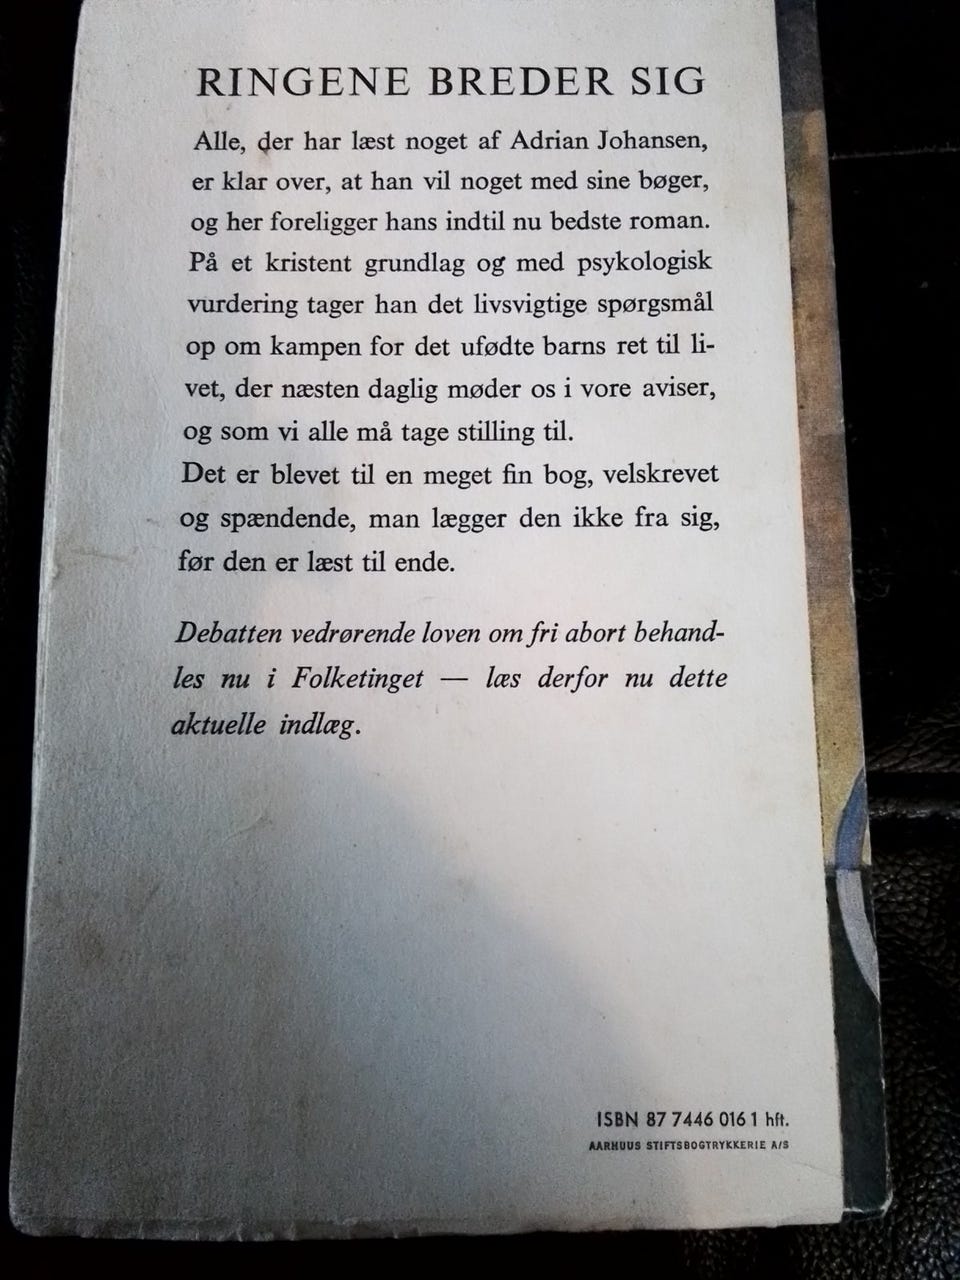 RINGENE BREDER SIG
Alle, der har læst noget af Adrian Johansen,
er klar over, at han vil noget med sine bøger,
og her foreligger hans indtil nu bedste roman.
På et kristent grundlag og med psykologisk
vurdering tager han det livsvigtige spørgsmål
op om kampen for det ufødte barns ret til li-
vet, der næsten daglig møder os i vore aviser,
og som vi alle må tage stilling til.
Det er blevet til en meget fin bog, velskrevet
og spændende, man lægger den ikke fra sig,
før den er læst til ende.
Debatten vedrørende loven om fri abort behand-
les nu i Folketinget — læs derfor nu dette
aktuelle indlæg.
ISBN 87 7446 016 1 hft.
AARHUUS STIFTSBOGTRYKKERIE A/S